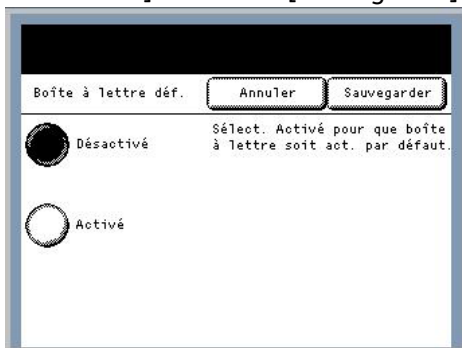 Boîte à lettre déf.
Annuler
Sauvegarder
Désactivé
Sélect. Activé pour que boîte
à lettre soit act. par défaut.
Activé